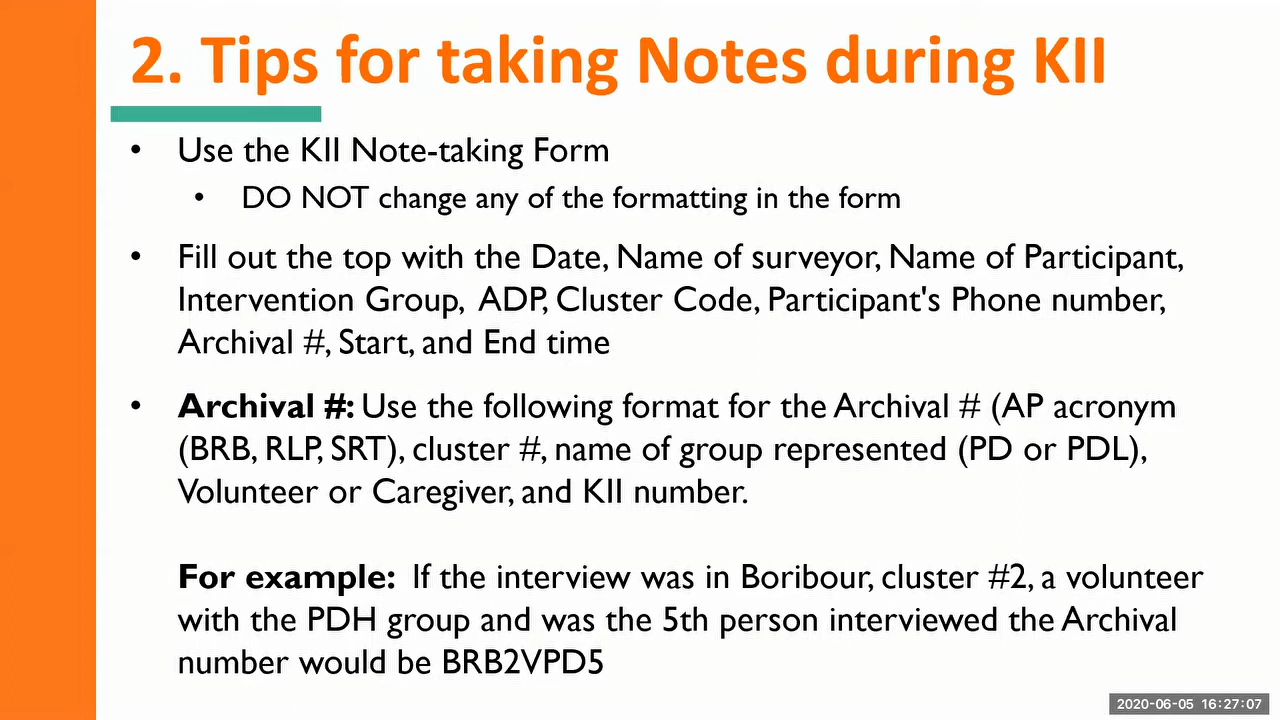 2. Tips for taking Notes during KII
• Use the KII Note-taking Form
• DO NOT change any of the formatting in the form
• Fill out the top with the Date, Name of surveyor, Name of Participant,
Intervention Group, ADP, Cluster Code, Participant's Phone number,
Archival #, Start, and End time
• Archival #: Use the following format for the Archival # (AP acronym
(BRB, RLP, SRT), cluster #, name of group represented (PD or PDL),
Volunteer or Caregiver, and KII number.
For example: If the interview was in Boribour, cluster #2, a volunteer
with the PDH group and was the 5th person interviewed the Archival
number would be BRB2VPD5
2020-06-05 16:27:07